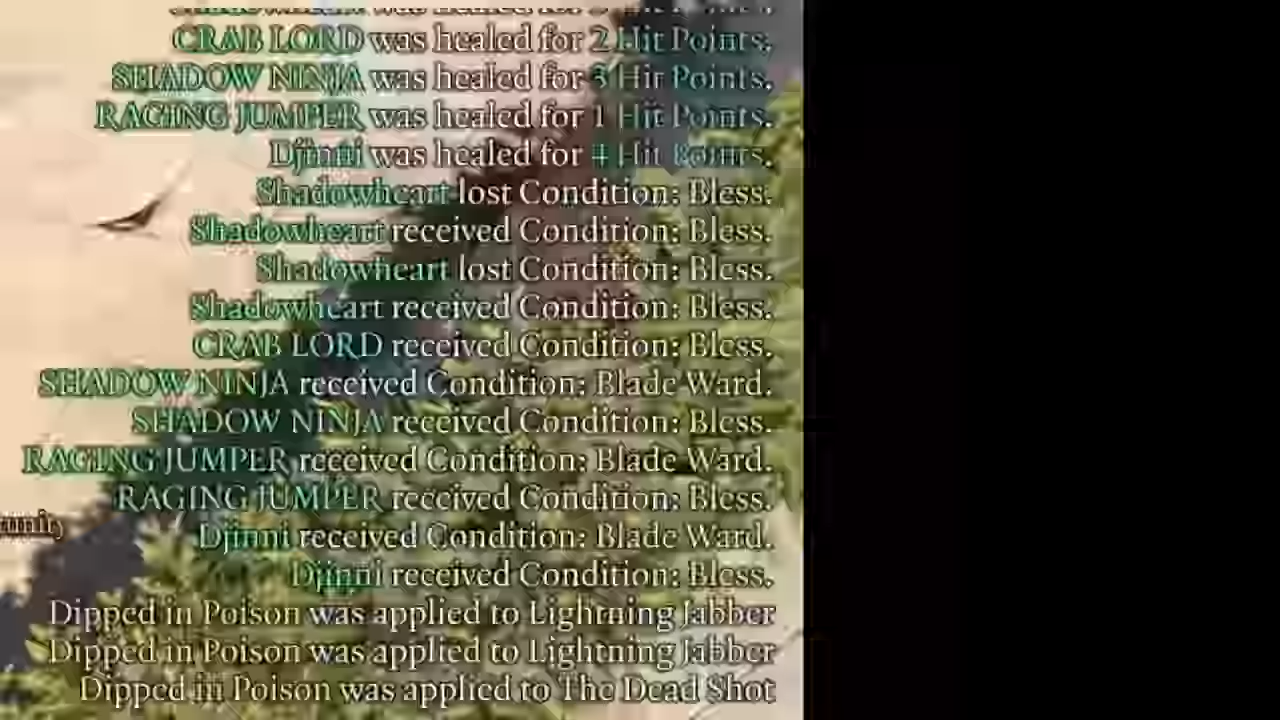 CRAB LORD was healed for 2 Hit Points.
SHADOW NINJA was healed for 3 Hit Points.
RAGING JUMPER was healed for 1 Hit Points.
Djinni was healed for 4 Hit Points.
Shadowheart lost Condition: Bless.
Shadowheart received Condition: Bless.
Shadowheart lost Condition: Bless.
Shadowheart received Condition: Bless.
CRAB LORD received Condition: Bless.
SHADOW NINJA received Condition: Blade Ward.
SHADOW NINJA received Condition: Bless.
RAGING JUMPER received Condition: Blade Ward.
RAGING JUMPER received Condition: Bless.
Djinni received Condition: Blade Ward.
Djinni received Condition: Bless.
Dipped in Poison was applied to Lightning Jabber
Dipped in Poison was applied to Lightning Jabber
Dipped in Poison was applied to The Dead Shot